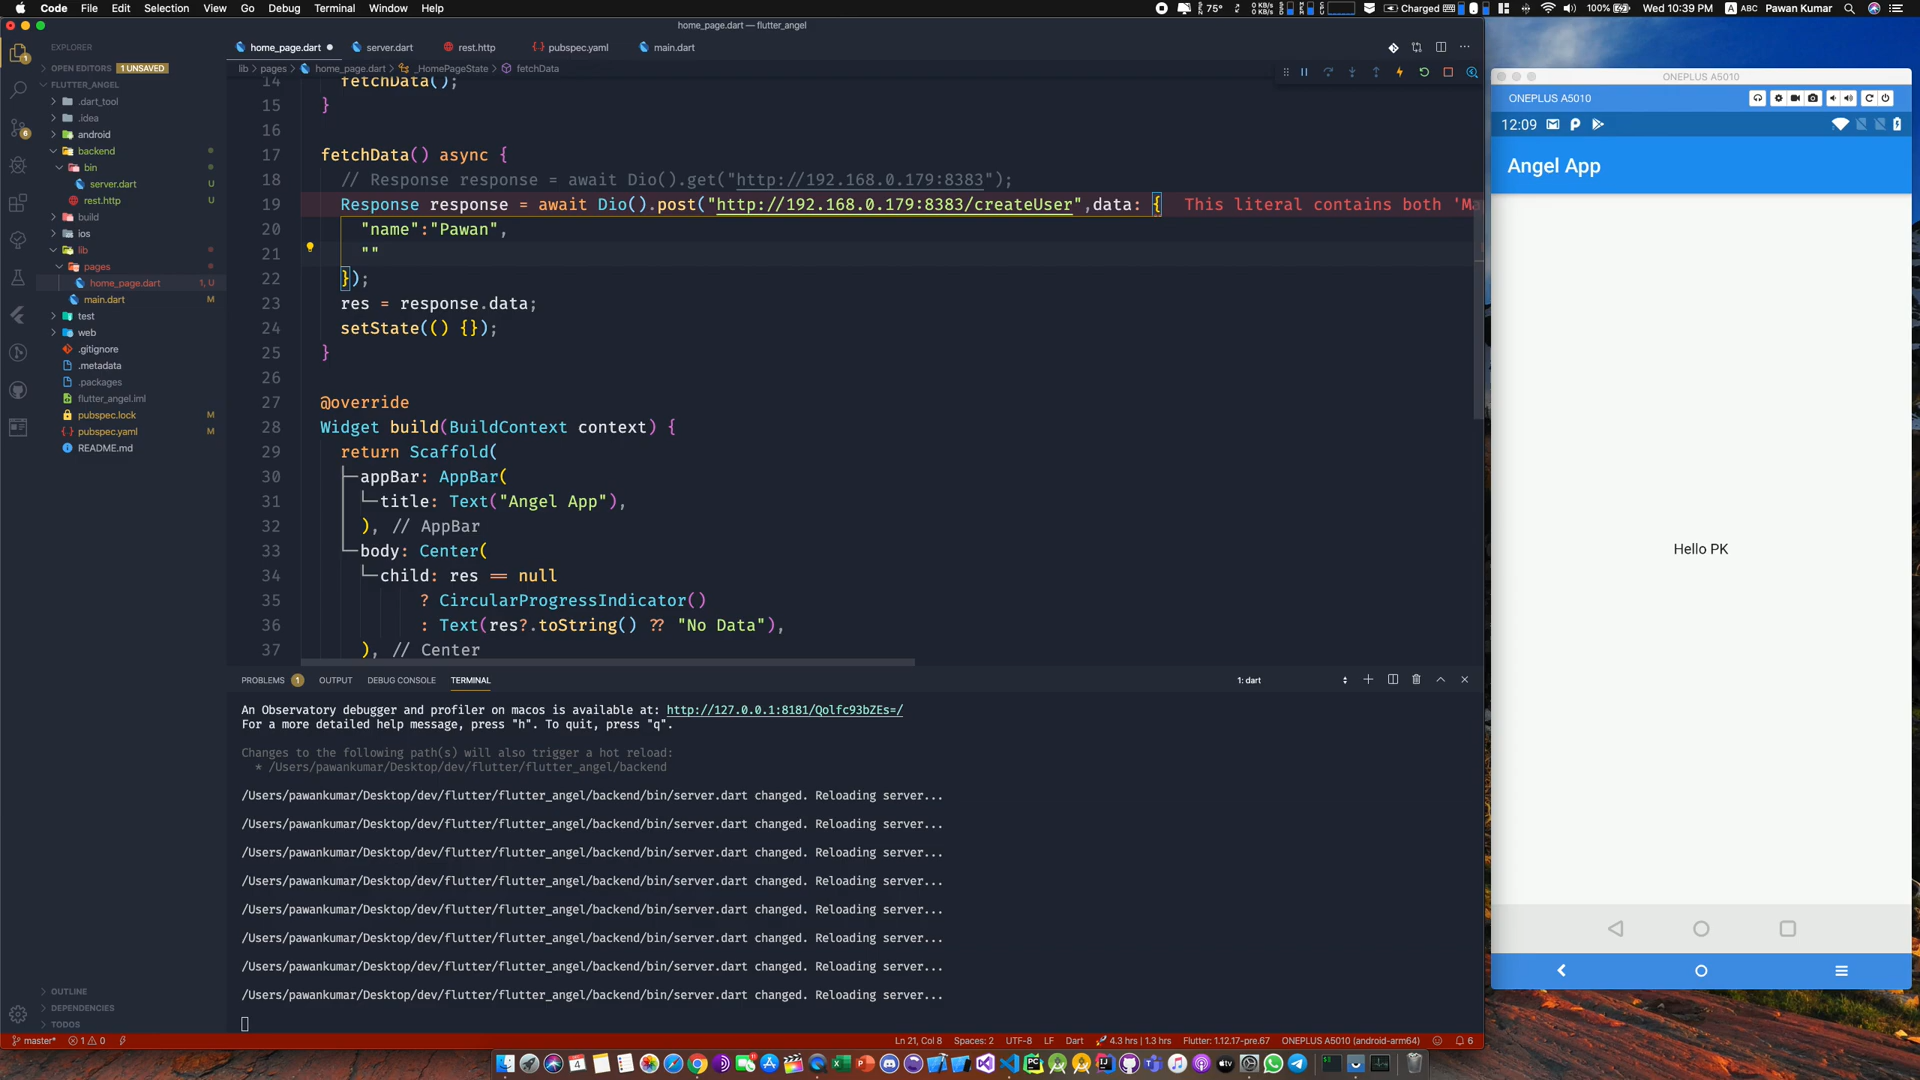 Code File Edit Selection View Go Debug Terminal Window Help 75° 0 KB/s 0 KB/s Charged 100% Wed 10:39 PM ABC Pawan Kumar
home_page.dart — flutter_angel
EXPLORER
OPEN EDITORS 1 UNSAVED
FLUTTER_ANGEL
.dart_tool
.idea
android
backend
bin
server.dart U
rest.http U
build
ios
lib
pages
home_page.dart 1, U
main.dart M
test
web
.gitignore
.metadata
.packages
flutter_angel.iml
pubspec.lock M
pubspec.yaml M
README.md
OUTLINE
DEPENDENCIES
TODOS
home_page.dart server.dart rest.http pubspec.yaml main.dart
lib pages home_page.dart _HomePageState fetchData
14 fetchData();
15 }
16
17 fetchData() async {
18 // Response response = await Dio().get("http://192.168.0.179:8383");
19 Response response = await Dio().post("http://192.168.0.179:8383/createUser",data: { This literal contains both 'Ma
20 "name":"Pawan",
21 ""
22 });
23 res = response.data;
24 setState(() {});
25 }
26
27 @override
28 Widget build(BuildContext context) {
29 return Scaffold(
30 appBar: AppBar(
31 title: Text("Angel App"),
32 ), // AppBar
33 body: Center(
34 child: res == null
35 ? CircularProgressIndicator()
36 : Text(res?.toString() ?? "No Data"),
37 ), // Center
PROBLEMS 1 OUTPUT DEBUG CONSOLE TERMINAL 1: dart
An Observatory debugger and profiler on macos is available at: http://127.0.0.1:8181/Qolfc93bZEs=/
For a more detailed help message, press "h". To quit, press "q".
Changes to the following path(s) will also trigger a hot reload:
* /Users/pawankumar/Desktop/dev/flutter/flutter_angel/backend
/Users/pawankumar/Desktop/dev/flutter/flutter_angel/backend/bin/server.dart changed. Reloading server...
/Users/pawankumar/Desktop/dev/flutter/flutter_angel/backend/bin/server.dart changed. Reloading server...
/Users/pawankumar/Desktop/dev/flutter/flutter_angel/backend/bin/server.dart changed. Reloading server...
/Users/pawankumar/Desktop/dev/flutter/flutter_angel/backend/bin/server.dart changed. Reloading server...
/Users/pawankumar/Desktop/dev/flutter/flutter_angel/backend/bin/server.dart changed. Reloading server...
/Users/pawankumar/Desktop/dev/flutter/flutter_angel/backend/bin/server.dart changed. Reloading server...
/Users/pawankumar/Desktop/dev/flutter/flutter_angel/backend/bin/server.dart changed. Reloading server...
/Users/pawankumar/Desktop/dev/flutter/flutter_angel/backend/bin/server.dart changed. Reloading server...
master* 1 0 Ln 21, Col 8 Spaces: 2 UTF-8 LF Dart 4.3 hrs | 1.3 hrs Flutter: 1.12.17-pre.67 ONEPLUS A5010 (android-arm64) 6
ONEPLUS A5010
ONEPLUS A5010
12:09
Angel App
Hello PK